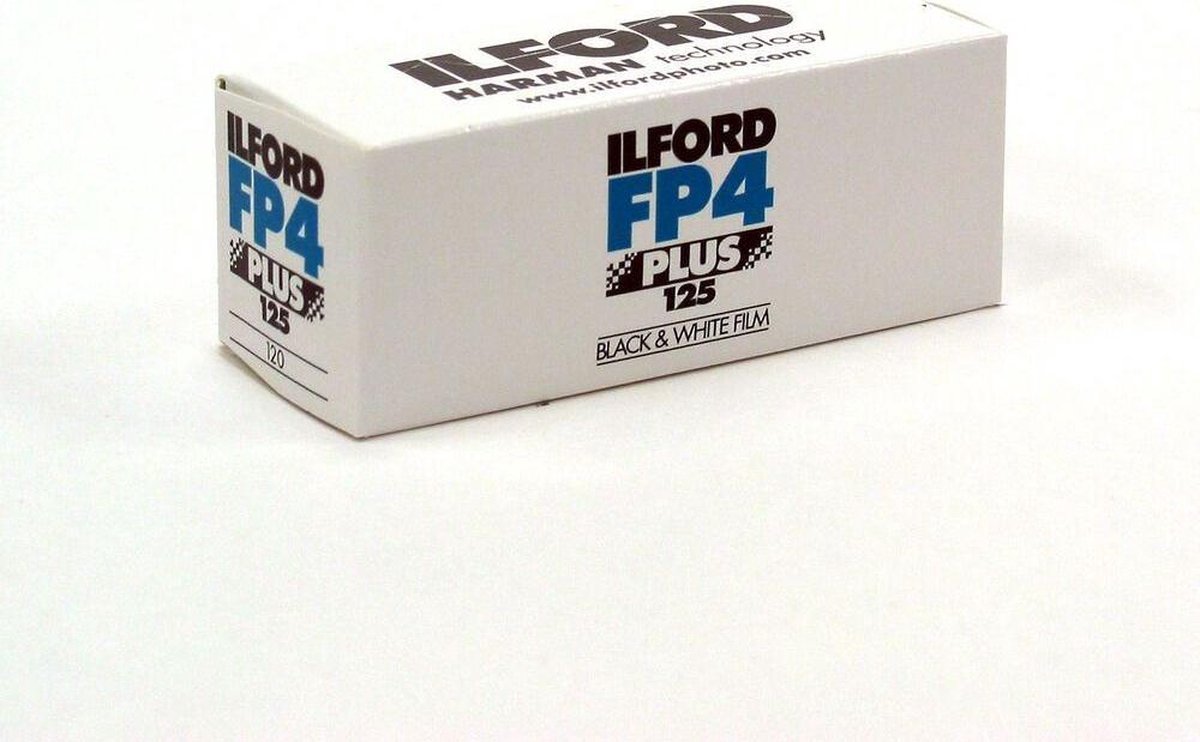 ILFORD
HARMAN technology
www.ilfordphoto.com
ILFORD
FP4
PLUS
125
120
ILFORD
FP4
PLUS
125
BLACK & WHITE FILM